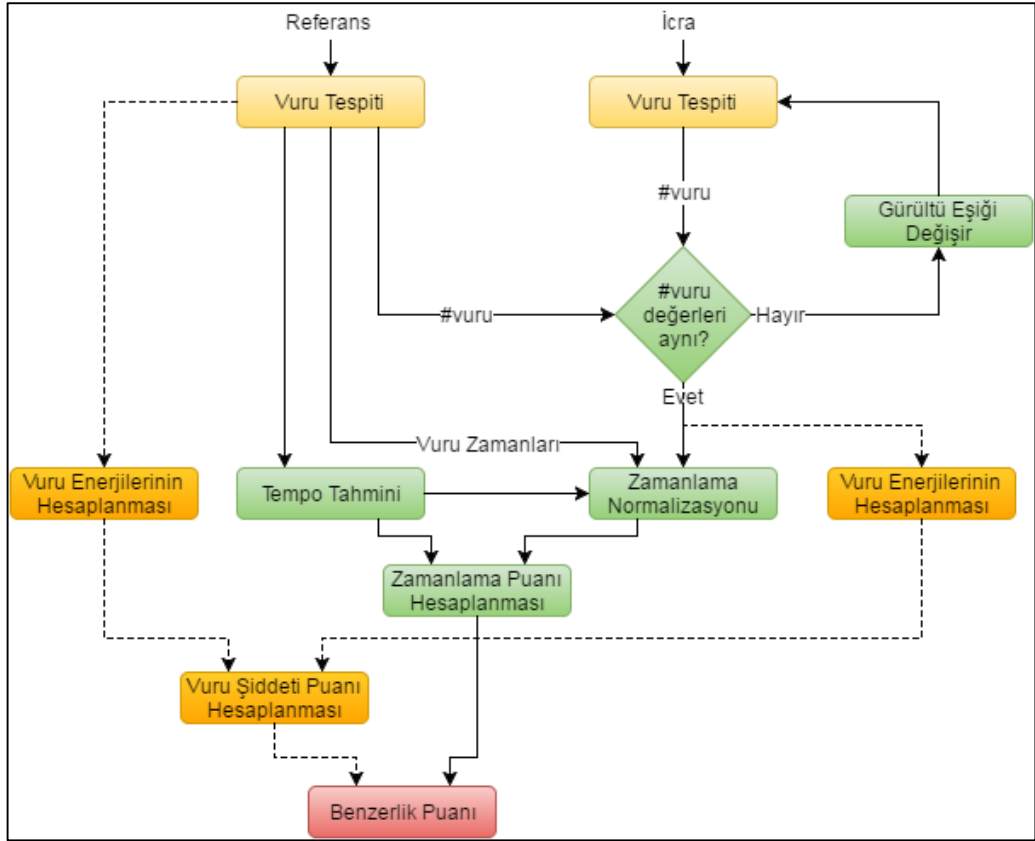 Referans
İcra
Vuru Tespiti
Vuru Tespiti
#vuru
Gürültü Eşiği
Değişir
#vuru
#vuru
değerleri
aynı?
Hayır
Evet
Vuru Zamanları
Vuru Enerjilerinin
Hesaplanması
Tempo Tahmini
Zamanlama
Normalizasyonu
Vuru Enerjilerinin
Hesaplanması
Zamanlama Puanı
Hesaplanması
Vuru Şiddeti Puanı
Hesaplanması
Benzerlik Puanı